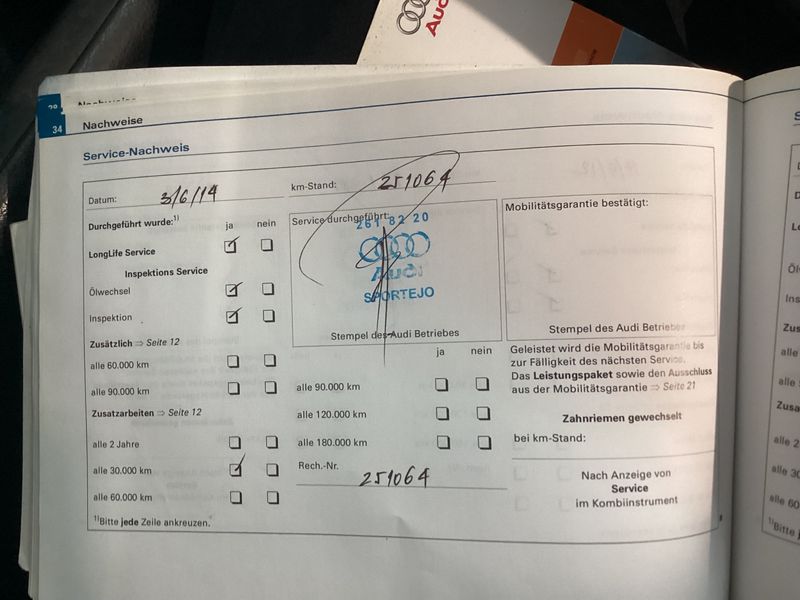 Audi
29
34
Nachweise
Service-Nachweis
Datum: 3/6/14
km-Stand: 251064
Durchgeführt wurde:1) ja nein
LongLife Service
Inspektions Service
Ölwechsel
Inspektion
Zusätzlich ⇒ Seite 12
alle 60.000 km
alle 90.000 km
Zusatzarbeiten ⇒ Seite 12
alle 2 Jahre
alle 30.000 km
alle 60.000 km
1)Bitte jede Zeile ankreuzen.
Service durchgeführt:
261 82 20
Audi
SPORTEJO
Stempel des Audi Betriebes
ja nein
alle 90.000 km
alle 120.000 km
alle 180.000 km
Rech.-Nr.
251064
Mobilitätsgarantie bestätigt:
Stempel des Audi Betriebes
Geleistet wird die Mobilitätsgarantie bis
zur Fälligkeit des nächsten Service.
Das Leistungspaket sowie den Ausschluss
aus der Mobilitätsgarantie ⇒ Seite 21
Zahnriemen gewechselt
bei km-Stand:
Nach Anzeige von
Service
im Kombiinstrument